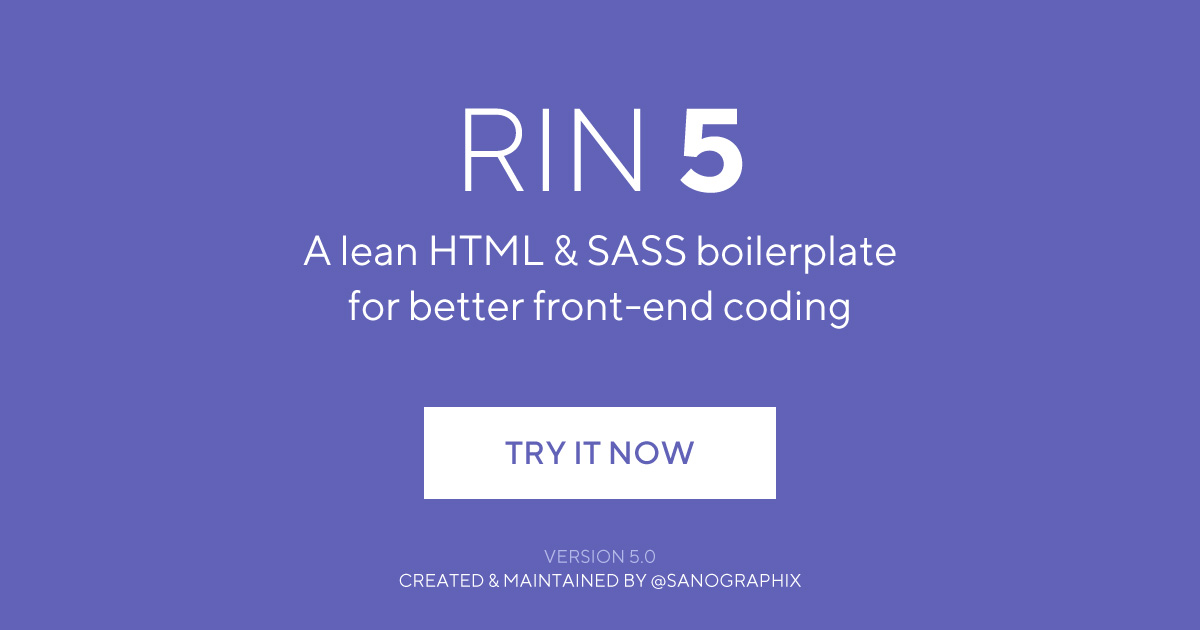 RIN 5
A lean HTML & SASS boilerplate
for better front-end coding
TRY IT NOW
VERSION 5.0
CREATED & MAINTAINED BY @SANOGRAPHIX